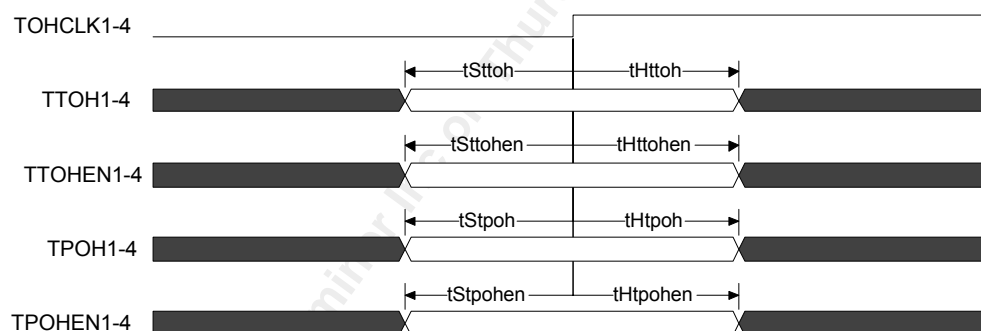 TOHCLK1-4
tSttoh tHttoh
TTOH1-4
tSttohen tHttohen
TTOHEN1-4
tStpoh tHtpoh
TPOH1-4
tStpohen tHtpohen
TPOHEN1-4